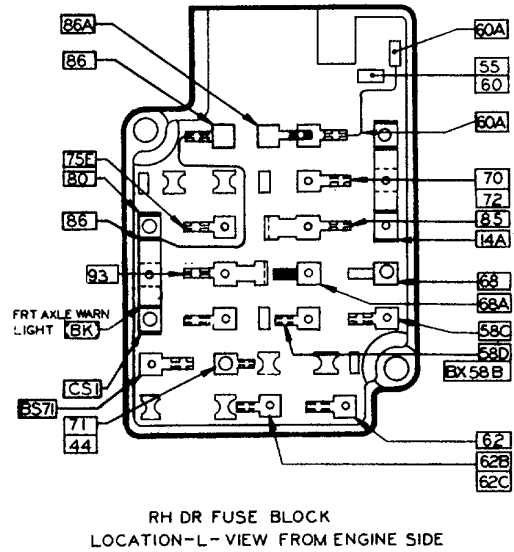 86A
86
75E
80
86
93
FRT AXLE WARN
LIGHT BK
CS1
BS71
71
44
60A
55
60
60A
70
72
85
14A
68
68A
58C
58D
BX58B
62
62B
62C
RH DR FUSE BLOCK
LOCATION-L-VIEW FROM ENGINE SIDE